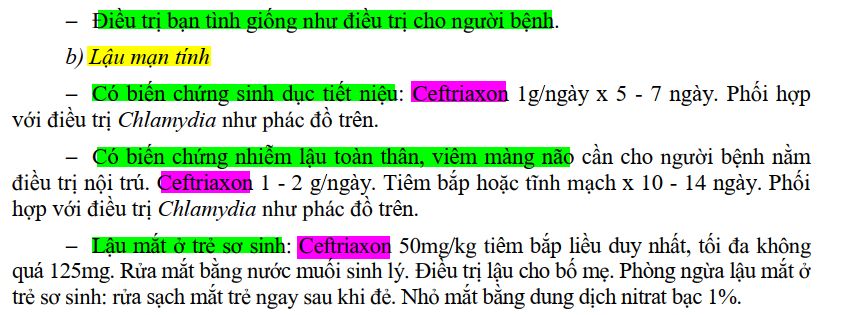 – Điều trị bạn tình giống như điều trị cho người bệnh.
b) Lậu mạn tính
– Có biến chứng sinh dục tiết niệu: Ceftriaxon 1g/ngày x 5 - 7 ngày. Phối hợp
với điều trị Chlamydia như phác đồ trên.
– Có biến chứng nhiễm lậu toàn thân, viêm màng não cần cho người bệnh nằm
điều trị nội trú. Ceftriaxon 1 - 2 g/ngày. Tiêm bắp hoặc tĩnh mạch x 10 - 14 ngày. Phối
hợp với điều trị Chlamydia như phác đồ trên.
– Lậu mắt ở trẻ sơ sinh: Ceftriaxon 50mg/kg tiêm bắp liều duy nhất, tối đa không
quá 125mg. Rửa mắt bằng nước muối sinh lý. Điều trị lậu cho bố mẹ. Phòng ngừa lậu mắt ở
trẻ sơ sinh: rửa sạch mắt trẻ ngay sau khi đẻ. Nhỏ mắt bằng dung dịch nitrat bạc 1%.